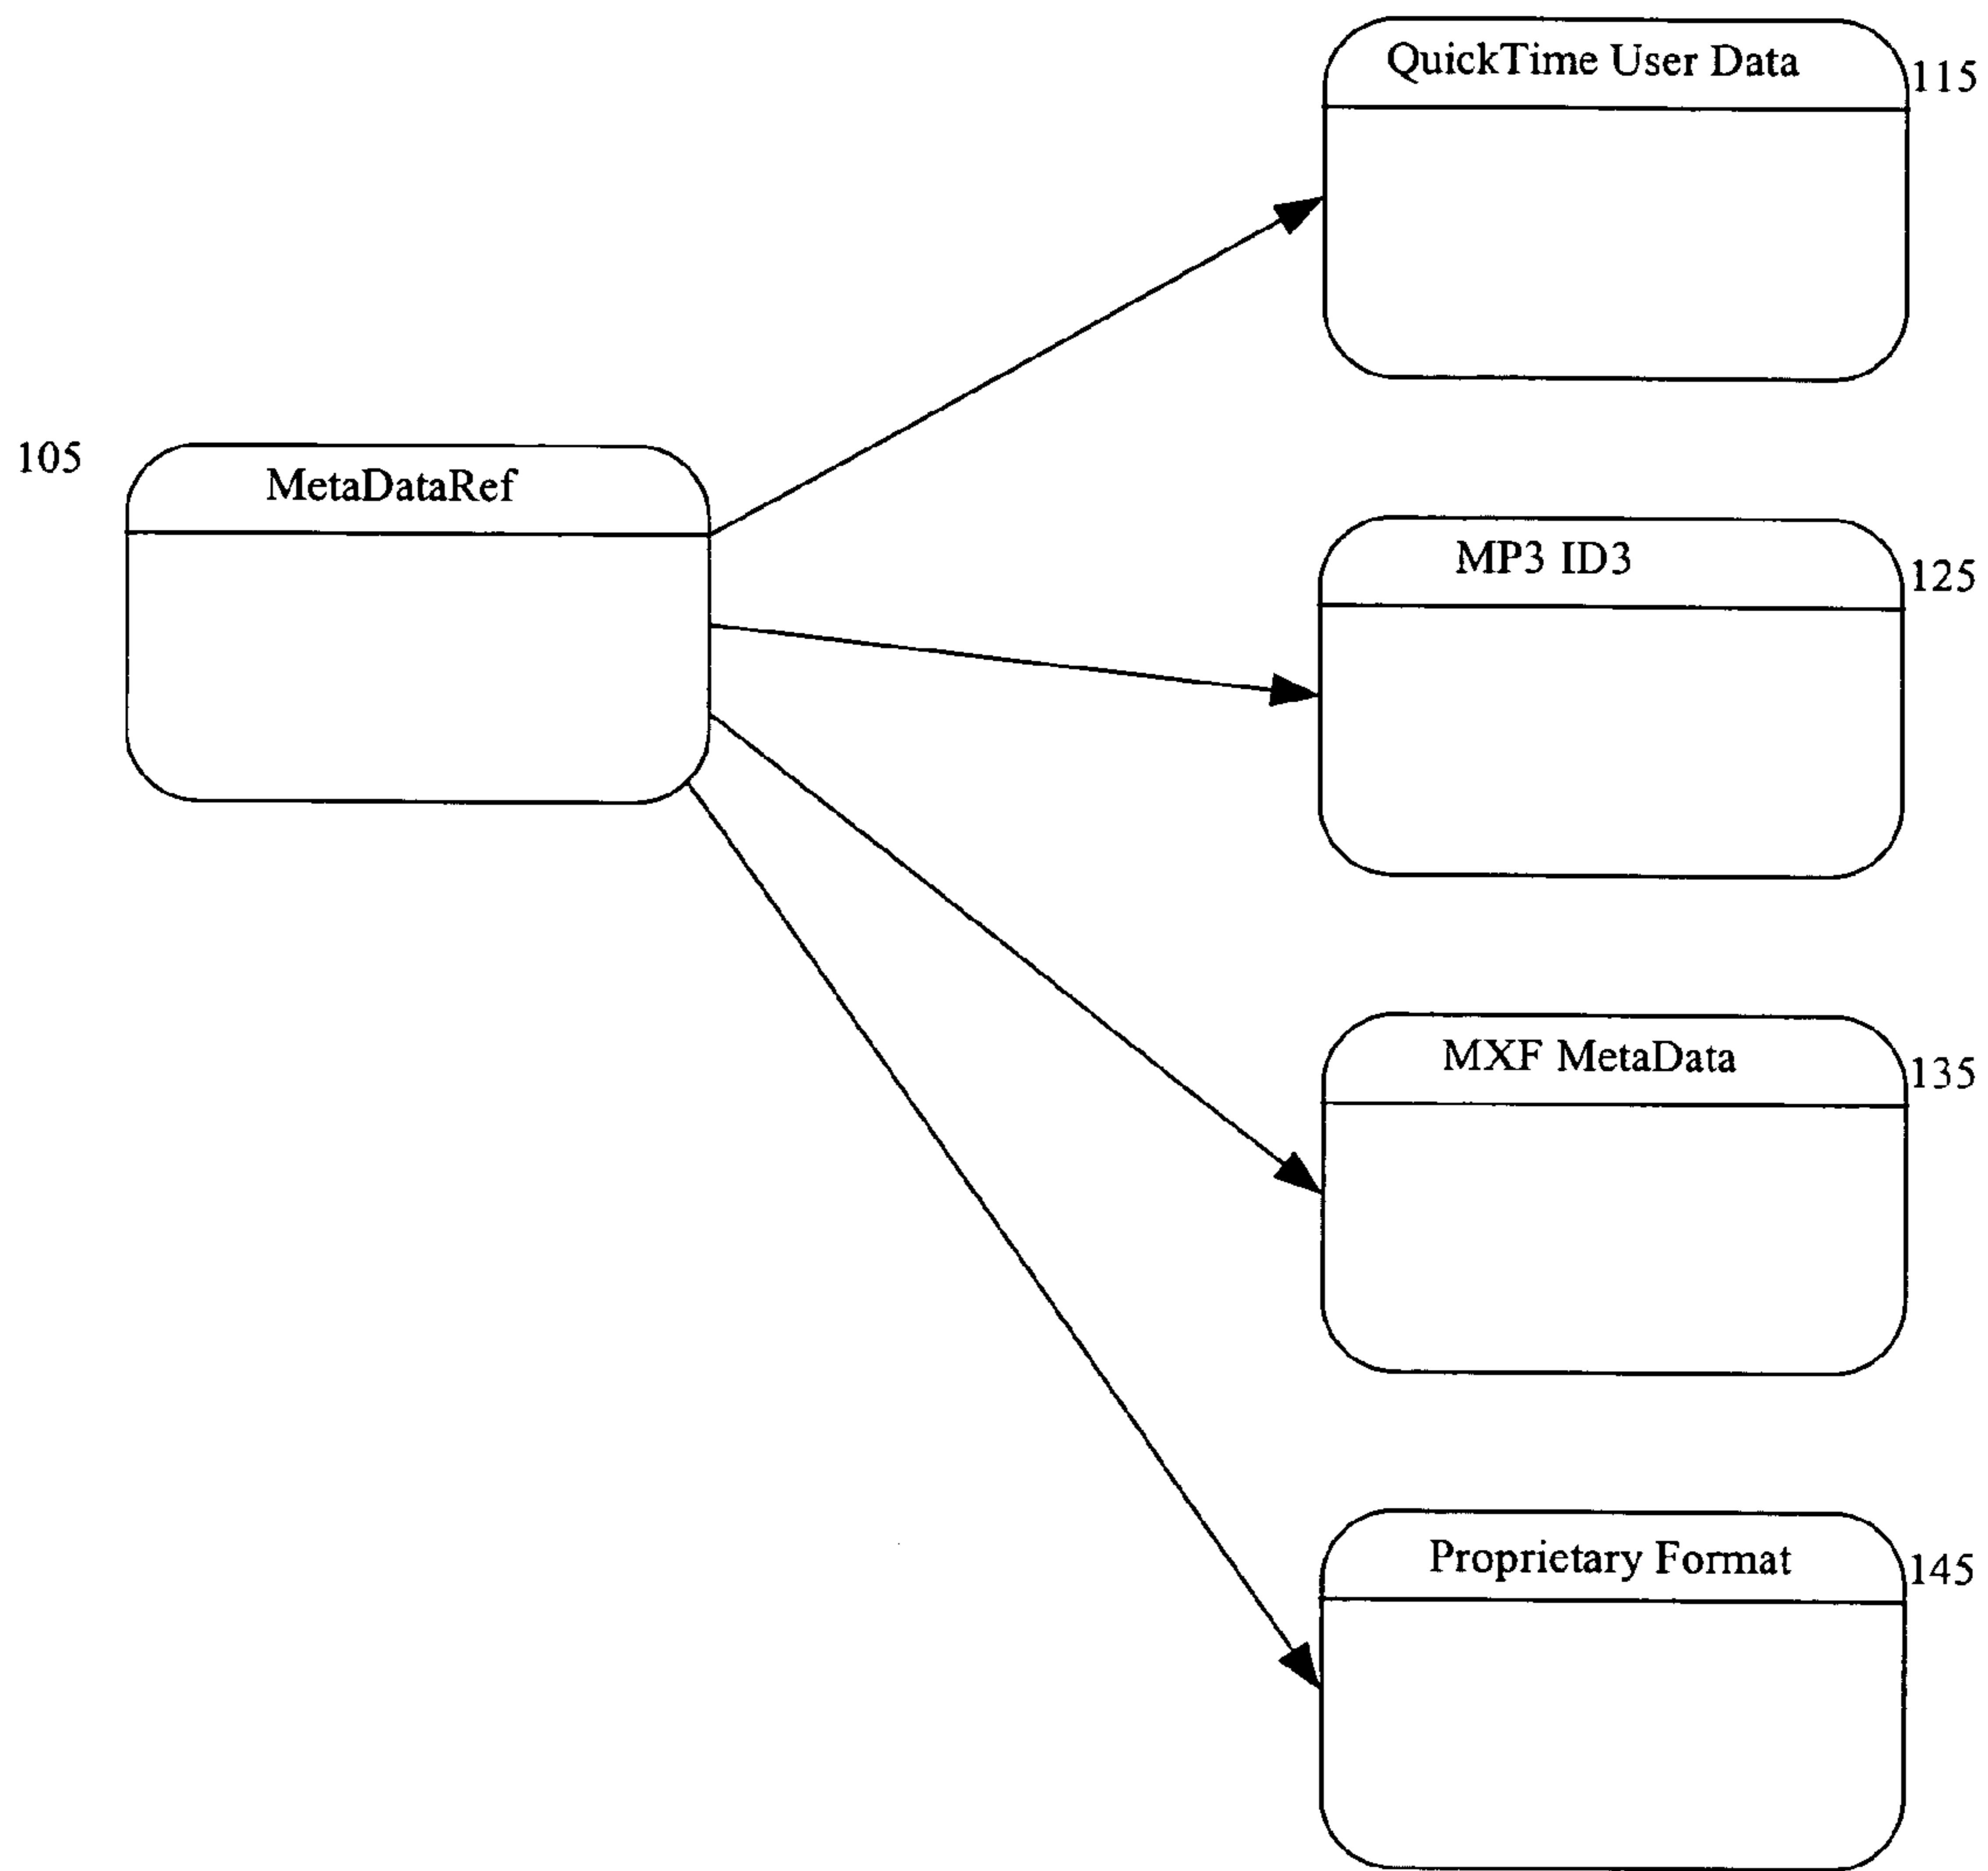 QuickTime User Data
115
105
MetaDataRef
MP3 ID3
125
MXF MetaData
135
Proprietary Format
145